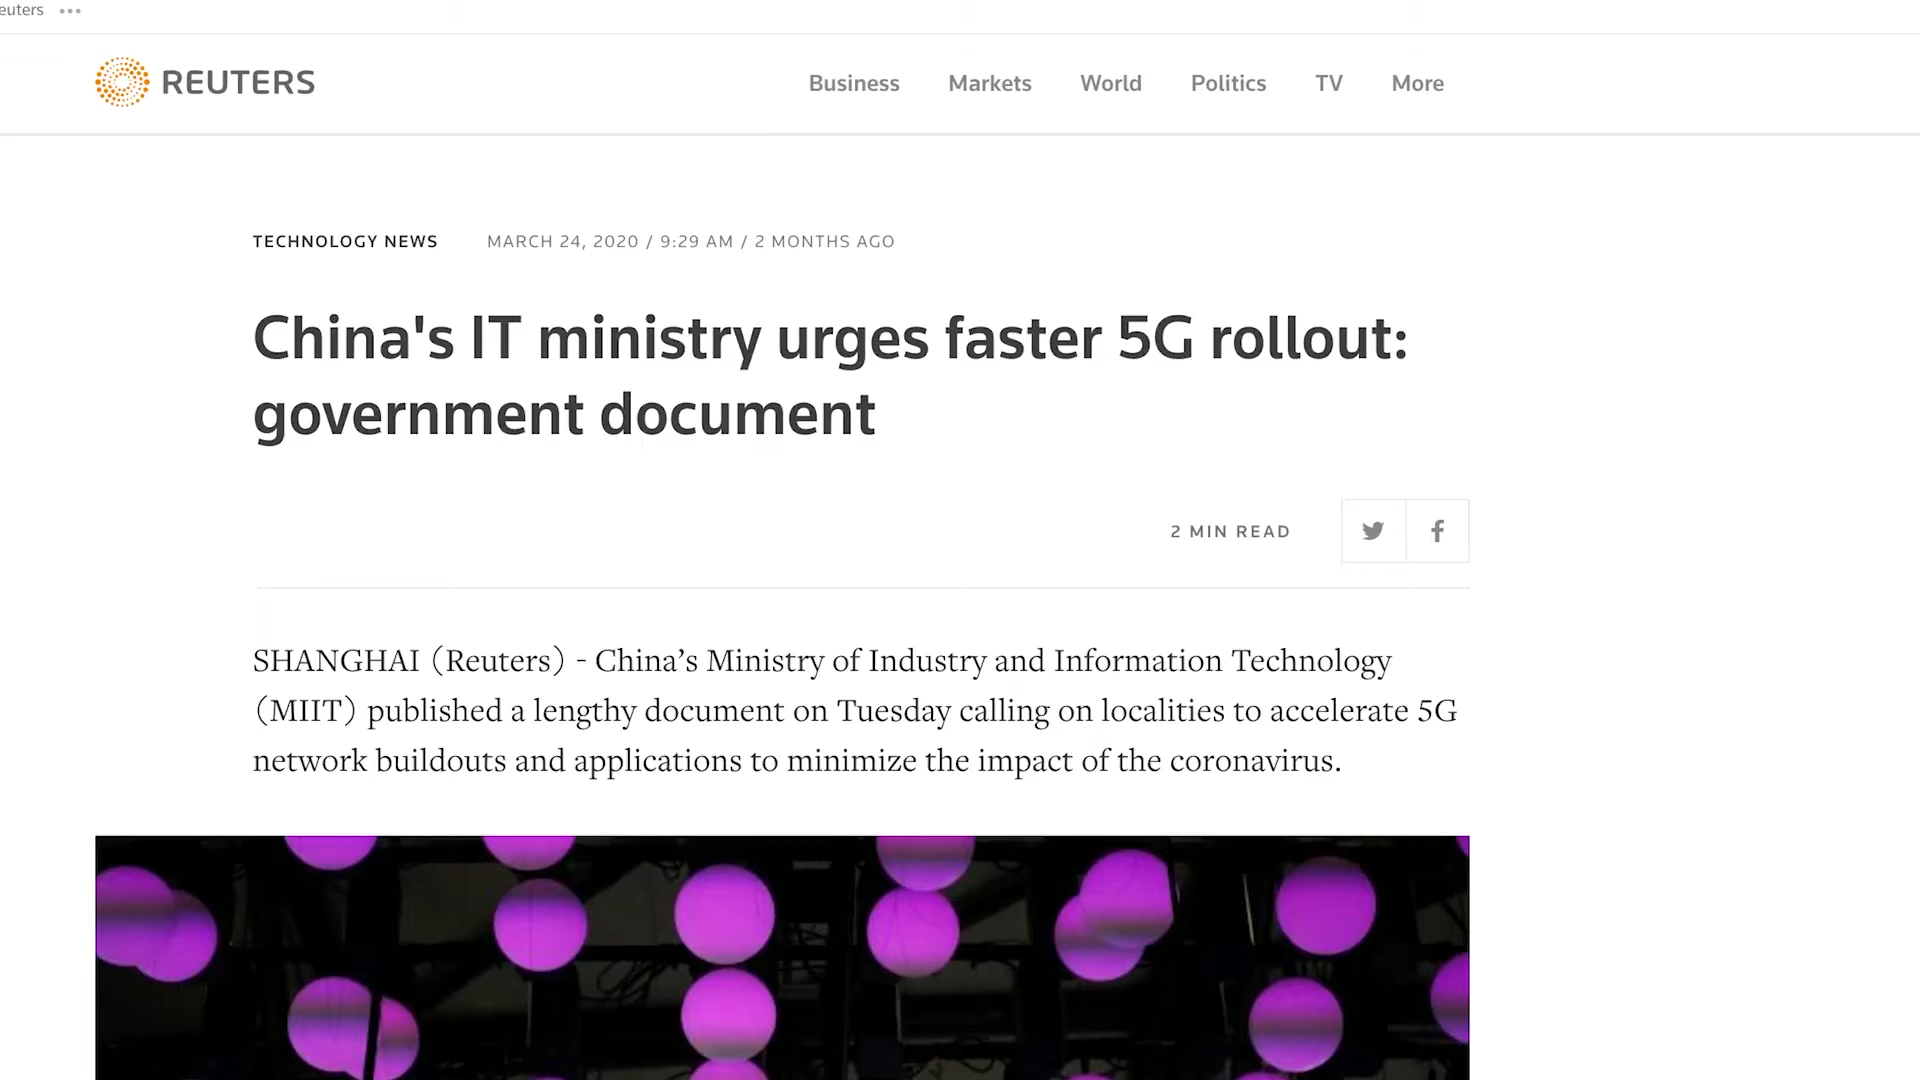 euters
REUTERS
Business Markets World Politics TV More
TECHNOLOGY NEWS MARCH 24, 2020 / 9:29 AM / 2 MONTHS AGO
China's IT ministry urges faster 5G rollout:
government document
2 MIN READ
SHANGHAI (Reuters) - China’s Ministry of Industry and Information Technology
(MIIT) published a lengthy document on Tuesday calling on localities to accelerate 5G
network buildouts and applications to minimize the impact of the coronavirus.